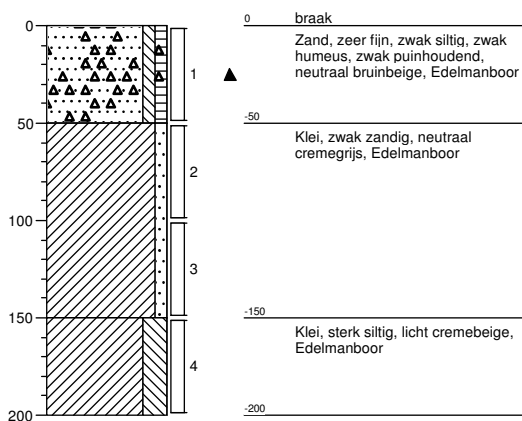 0
50
100
150
200
1
2
3
4
0
braak
Zand, zeer fijn, zwak siltig, zwak
humeus, zwak puinhoudend,
neutraal bruinbeige, Edelmanboor
-50
Klei, zwak zandig, neutraal
cremegrijs, Edelmanboor
-150
Klei, sterk siltig, licht cremebeige,
Edelmanboor
-200